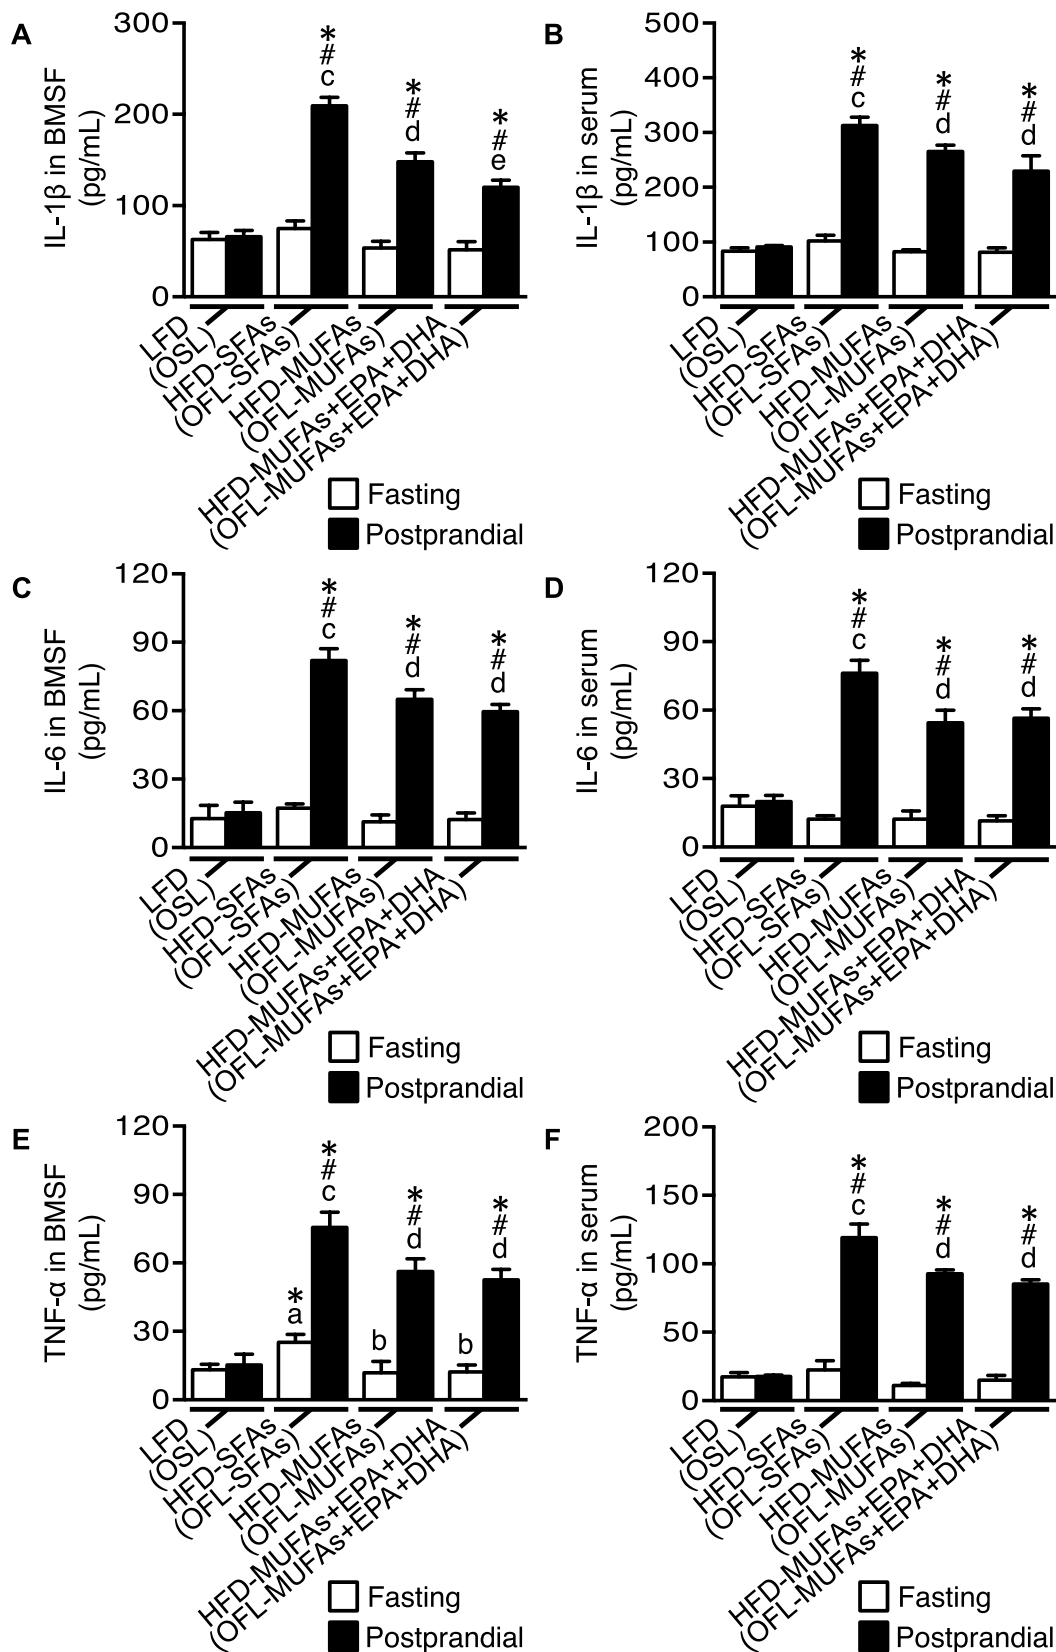 A
IL-1β in BMSF
(pg/mL)
300
200
100
0
*
#
c
*
#
d
*
#
e
LFD
(OSL)
HFD-SFAs
(OFL-SFAs)
HFD-MUFAs
(OFL-MUFAs)
HFD-MUFAs+EPA+DHA
(OFL-MUFAs+EPA+DHA)
Fasting
Postprandial
B
IL-1β in serum
(pg/mL)
500
400
300
200
100
0
*
#
c
*
#
d
*
#
d
LFD
(OSL)
HFD-SFAs
(OFL-SFAs)
HFD-MUFAs
(OFL-MUFAs)
HFD-MUFAs+EPA+DHA
(OFL-MUFAs+EPA+DHA)
Fasting
Postprandial
C
IL-6 in BMSF
(pg/mL)
120
90
60
30
0
*
#
c
*
#
d
*
#
d
LFD
(OSL)
HFD-SFAs
(OFL-SFAs)
HFD-MUFAs
(OFL-MUFAs)
HFD-MUFAs+EPA+DHA
(OFL-MUFAs+EPA+DHA)
Fasting
Postprandial
D
IL-6 in serum
(pg/mL)
120
90
60
30
0
*
#
c
*
#
d
*
#
d
LFD
(OSL)
HFD-SFAs
(OFL-SFAs)
HFD-MUFAs
(OFL-MUFAs)
HFD-MUFAs+EPA+DHA
(OFL-MUFAs+EPA+DHA)
Fasting
Postprandial
E
TNF-α in BMSF
(pg/mL)
120
90
60
30
0
*
a
*
#
c
b
*
#
d
b
*
#
d
LFD
(OSL)
HFD-SFAs
(OFL-SFAs)
HFD-MUFAs
(OFL-MUFAs)
HFD-MUFAs+EPA+DHA
(OFL-MUFAs+EPA+DHA)
Fasting
Postprandial
F
TNF-α in serum
(pg/mL)
200
150
100
50
0
*
#
c
*
#
d
*
#
d
LFD
(OSL)
HFD-SFAs
(OFL-SFAs)
HFD-MUFAs
(OFL-MUFAs)
HFD-MUFAs+EPA+DHA
(OFL-MUFAs+EPA+DHA)
Fasting
Postprandial